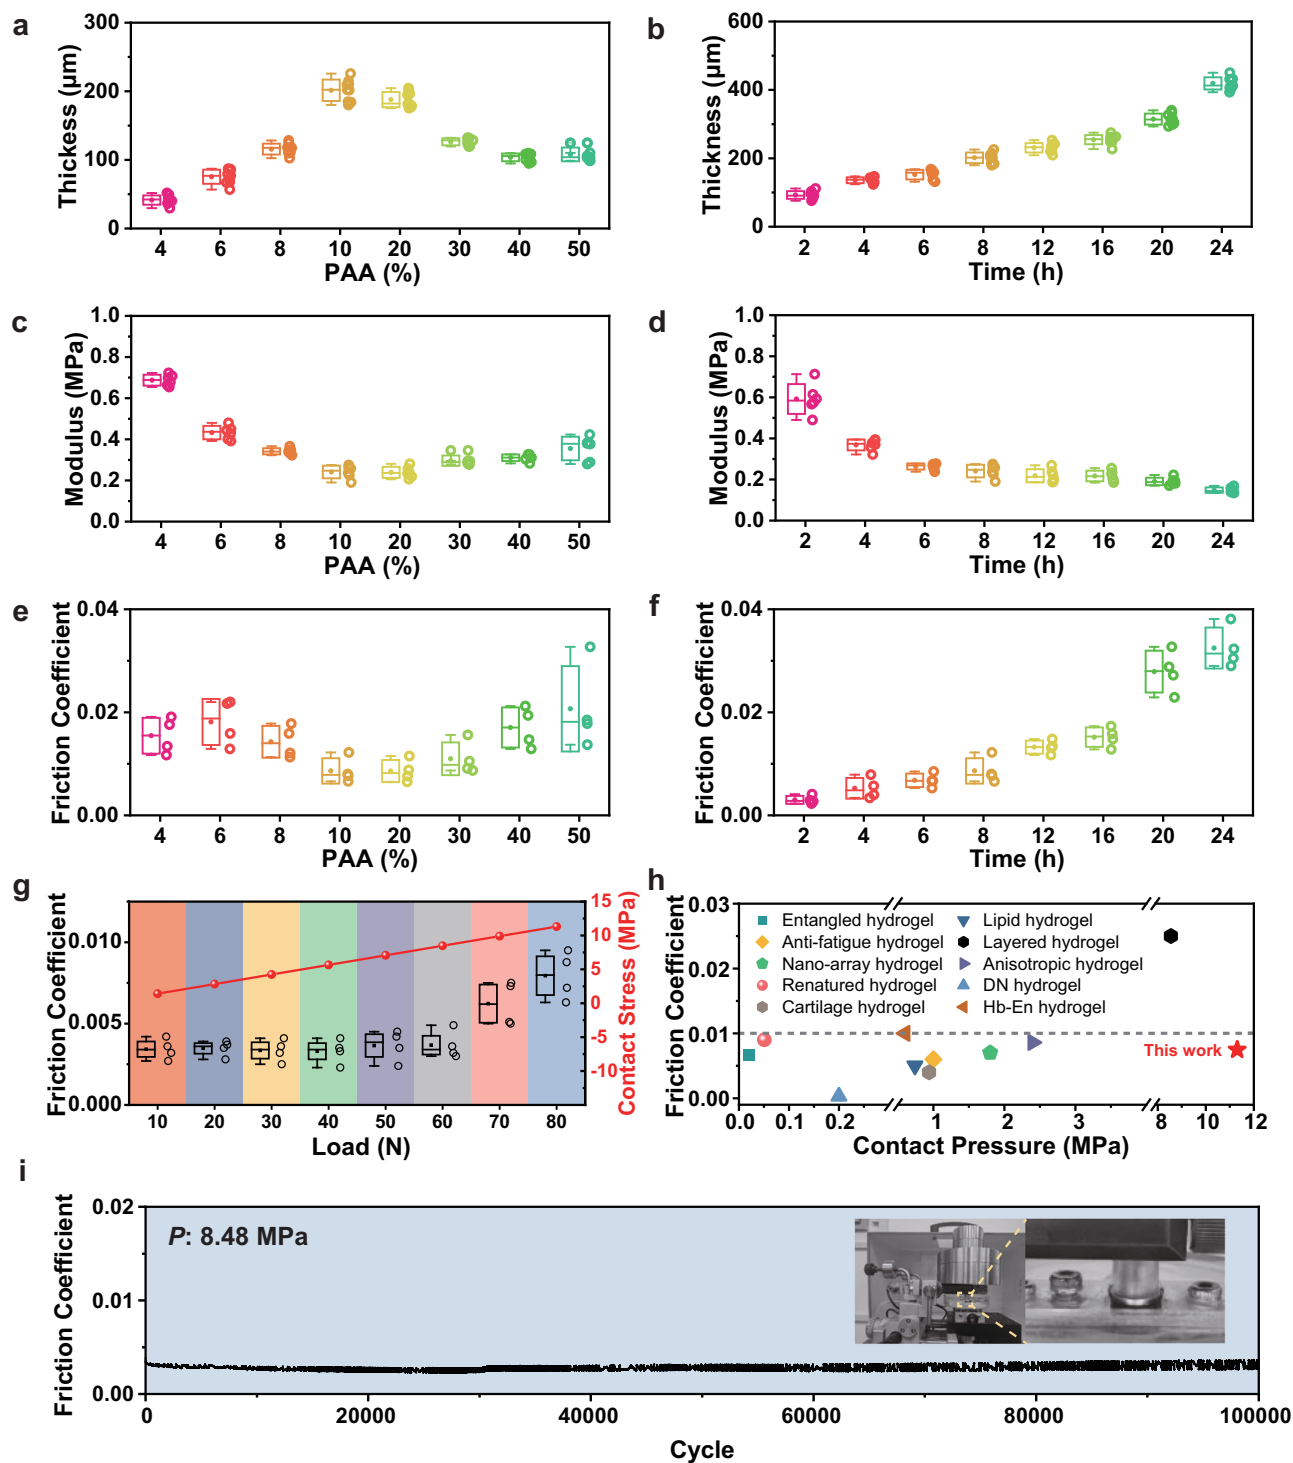 a
Thickess (μm)
300
200
100
0
4 6 8 10 20 30 40 50
PAA (%)
b
Thickness (μm)
600
400
200
0
2 4 6 8 12 16 20 24
Time (h)
c
Modulus (MPa)
1.0
0.8
0.6
0.4
0.2
0.0
4 6 8 10 20 30 40 50
PAA (%)
d
Modulus (MPa)
1.0
0.8
0.6
0.4
0.2
0.0
2 4 6 8 12 16 20 24
Time (h)
e
Friction Coefficient
0.04
0.02
0.00
4 6 8 10 20 30 40 50
PAA (%)
f
Friction Coefficient
0.04
0.02
0.00
2 4 6 8 12 16 20 24
Time (h)
g
Friction Coefficient
0.010
0.005
0.000
10 20 30 40 50 60 70 80
Load (N)
15
10
5
0
-5
-10
Contact Stress (MPa)
h
Friction Coefficient
0.03
0.02
0.01
0.00
Entangled hydrogel
Anti-fatigue hydrogel
Nano-array hydrogel
Renatured hydrogel
Cartilage hydrogel
Lipid hydrogel
Layered hydrogel
Anisotropic hydrogel
DN hydrogel
Hb-En hydrogel
This work
0.0 0.1 0.2 1 2 3 8 10 12
Contact Pressure (MPa)
i
Friction Coefficient
0.02
0.01
0.00
P: 8.48 MPa
0 20000 40000 60000 80000 100000
Cycle